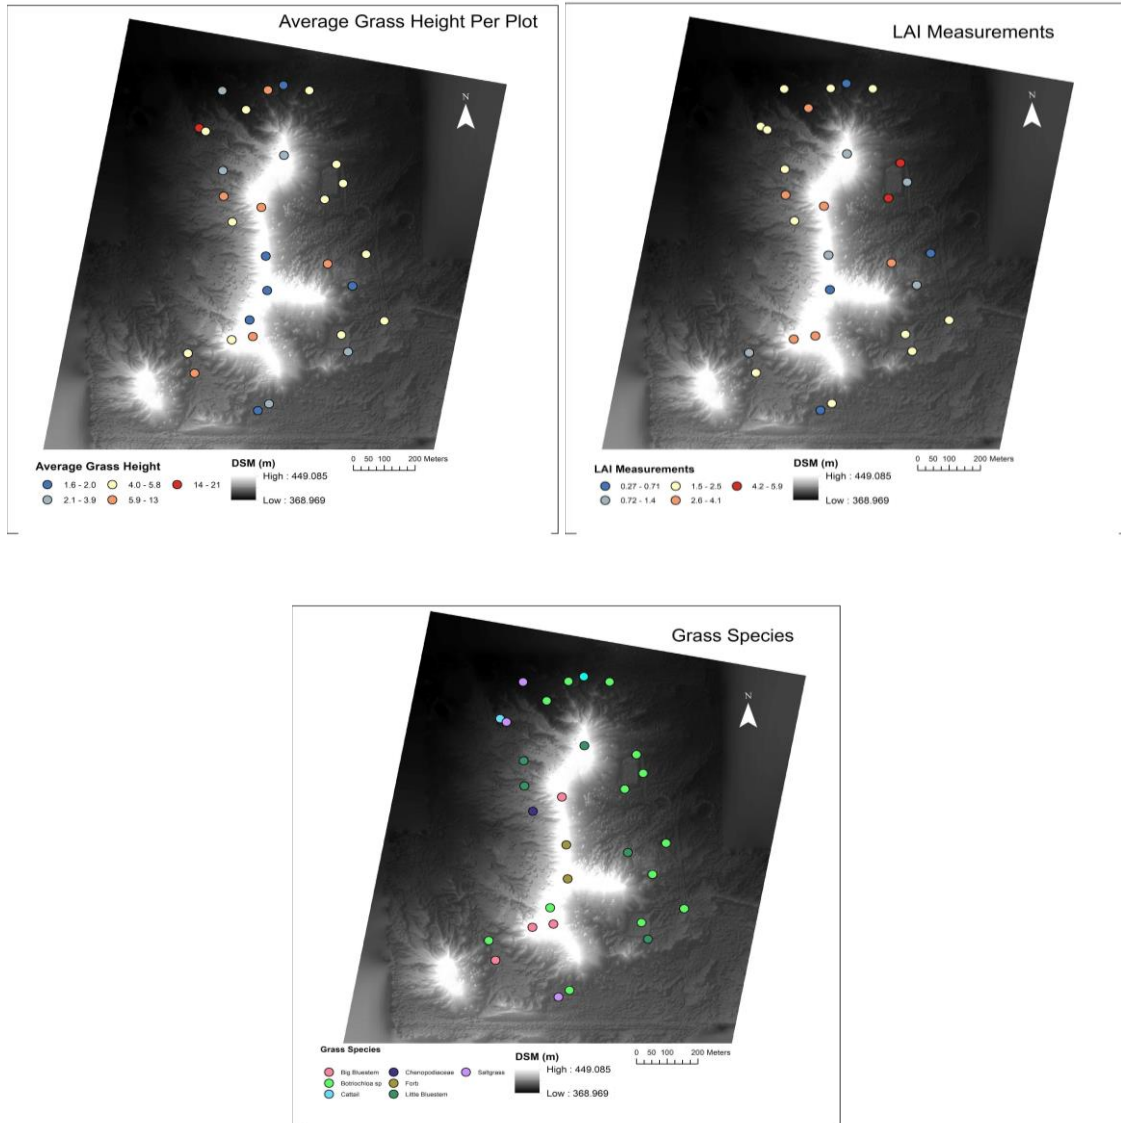 Average Grass Height Per Plot
N
0 50 100 200 Meters
Average Grass Height
1.6 - 2.0 4.0 - 5.8 14 - 21
2.1 - 3.9 5.9 - 13
DSM (m)
High : 449.085
Low : 368.969
LAI Measurements
N
0 50 100 200 Meters
LAI Measurements
0.27 - 0.71 1.5 - 2.5 4.2 - 5.9
0.72 - 1.4 2.6 - 4.1
DSM (m)
High : 449.085
Low : 368.969
Grass Species
N
0 50 100 200 Meters
Grass Species
Big Bluestem Chenopodiaceae Saltgrass
Botriochloa sp Forb
Cattail Little Bluestem
DSM (m)
High : 449.085
Low : 368.969